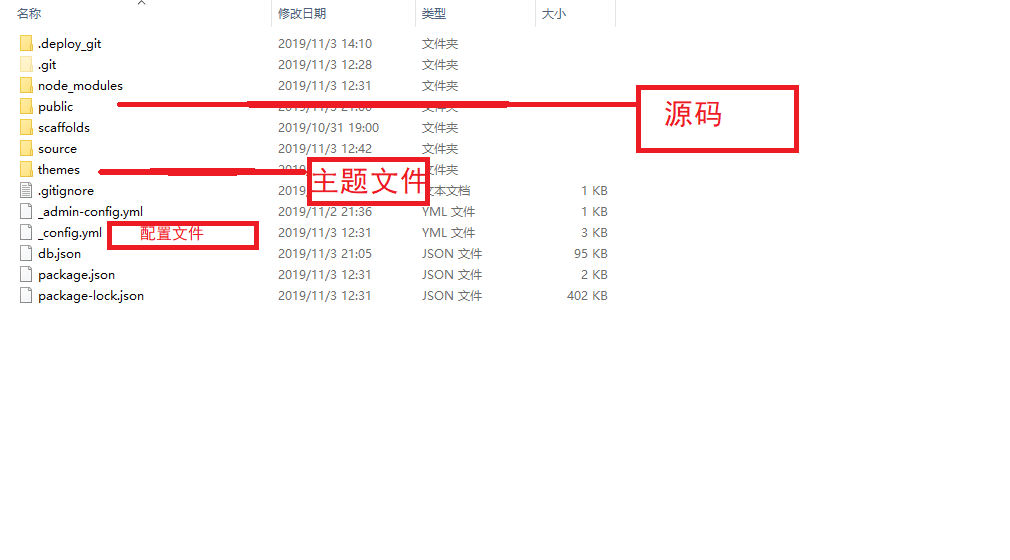 名称 修改日期 类型 大小
.deploy_git 2019/11/3 14:10 文件夹
.git 2019/11/3 12:28 文件夹
node_modules 2019/11/3 12:31 文件夹
public 2019/11/3 21:06 文件夹
源码
scaffolds 2019/10/31 19:00 文件夹
source 2019/11/3 12:42 文件夹
themes 文件夹
主题文件
.gitignore 2019 文本文档 1 KB
_admin-config.yml 2019/11/2 21:36 YML 文件 1 KB
_config.yml 配置文件 2019/11/3 12:31 YML 文件 3 KB
db.json 2019/11/3 21:05 JSON 文件 95 KB
package.json 2019/11/3 12:31 JSON 文件 2 KB
package-lock.json 2019/11/3 12:31 JSON 文件 402 KB